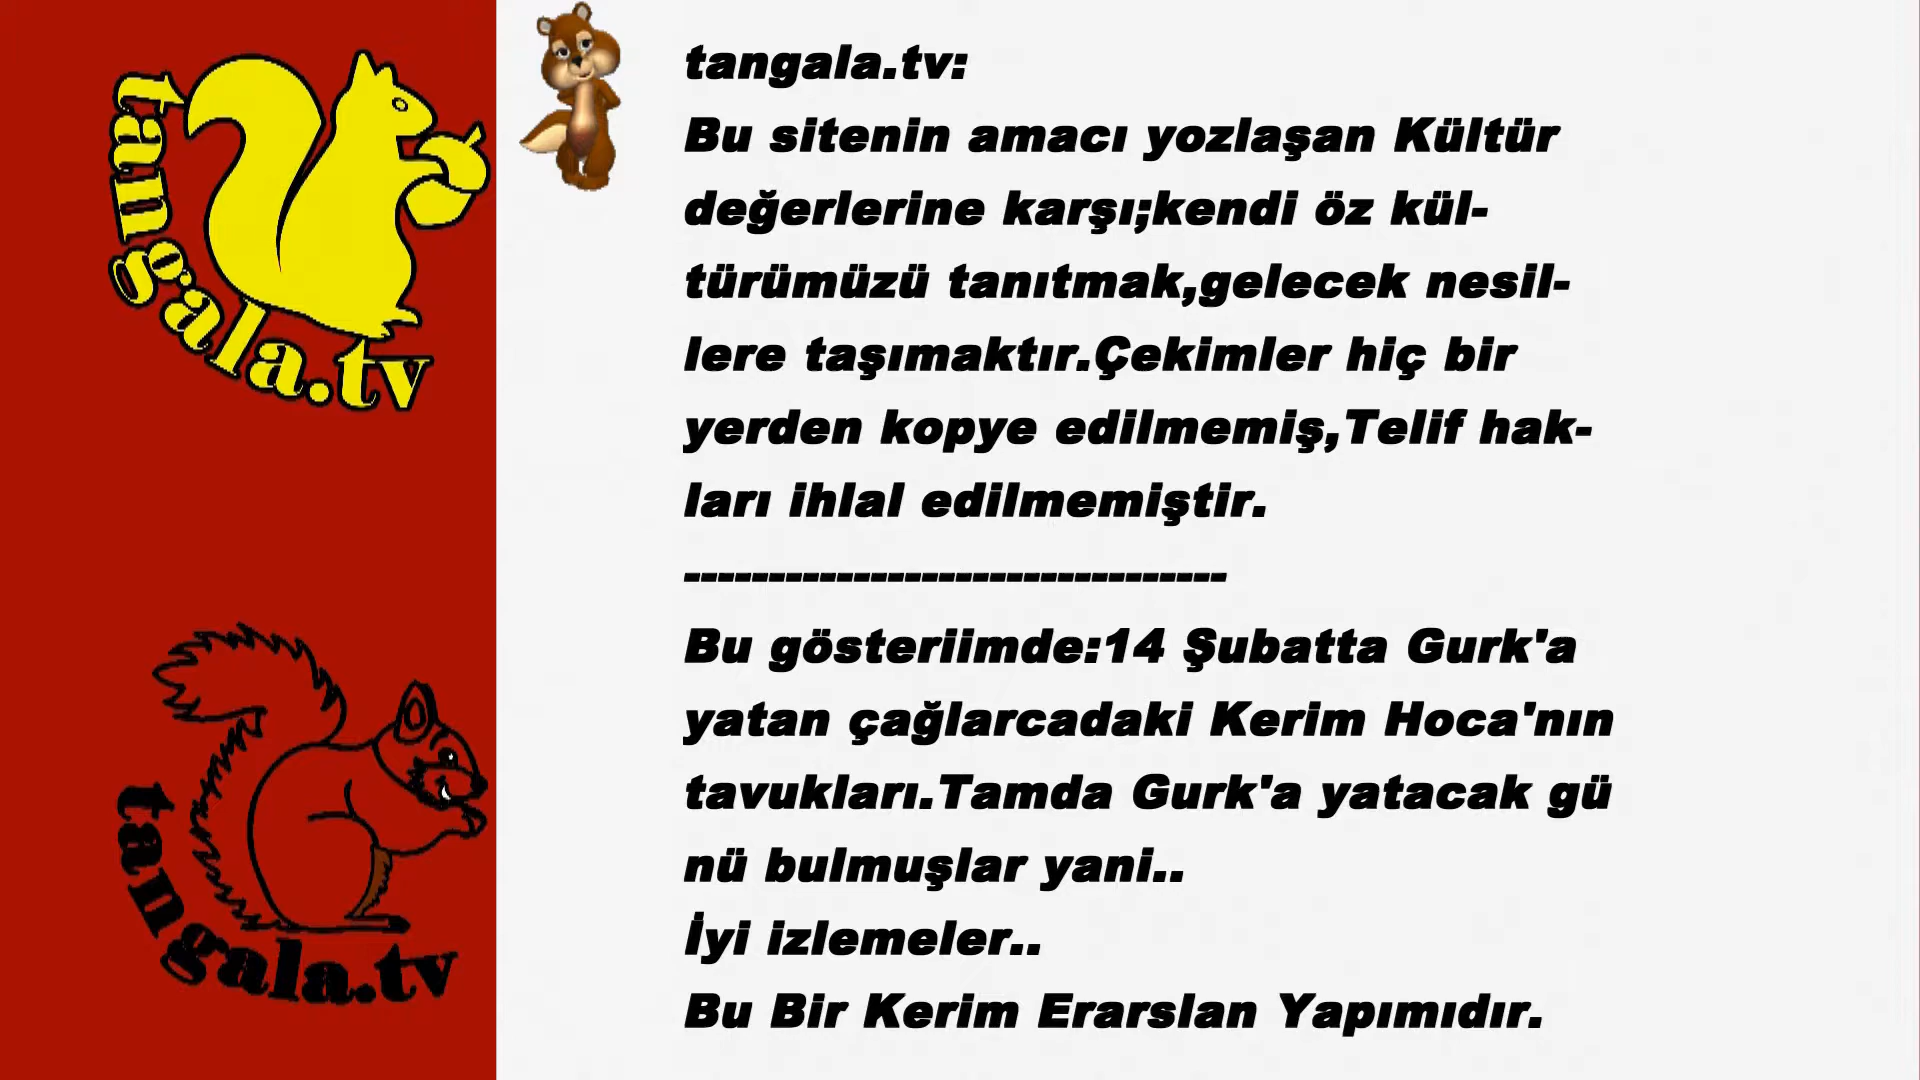 tangala.tv
tangala.tv:
Bu sitenin amacı yozlaşan Kültür
değerlerine karşı;kendi öz kül-
türümüzü tanıtmak,gelecek nesil-
lere taşımaktır.Çekimler hiç bir
yerden kopye edilmemiş,Telif hak-
ları ihlal edilmemiştir.
--------------------------------
Bu gösteriimde:14 Şubatta Gurk'a
yatan çağlarcadaki Kerim Hoca'nın
tavukları.Tamda Gurk'a yatacak gü
nü bulmuşlar yani..
İyi izlemeler..
Bu Bir Kerim Erarslan Yapımıdır.
tangala.tv